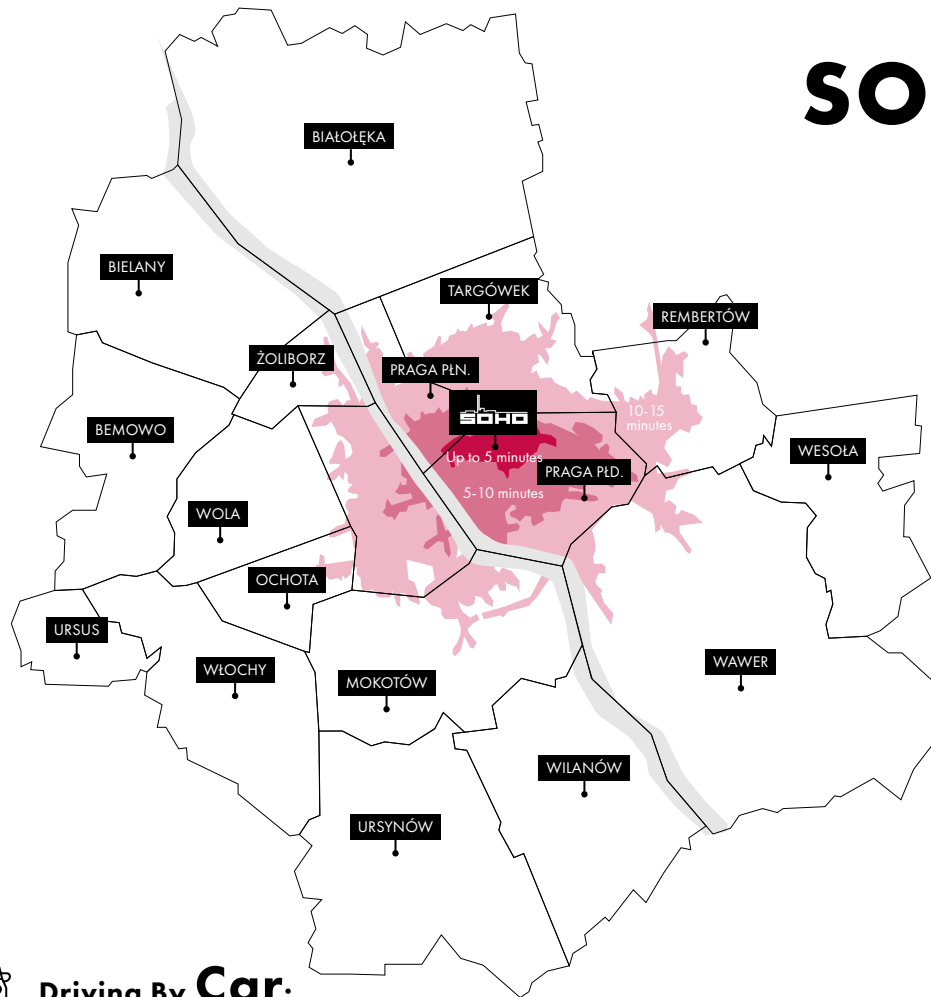 SO
BIAŁOŁĘKA
BIELANY
TARGÓWEK
REMBERTÓW
ŻOLIBORZ
PRAGA PŁN.
SOHO
10-15
minutes
BEMOWO
WESOŁA
Up to 5 minutes
PRAGA PŁD.
5-10 minutes
WOLA
OCHOTA
URSUS
WŁOCHY
MOKOTÓW
WAWER
WILANÓW
URSYNÓW
Driving By Car.